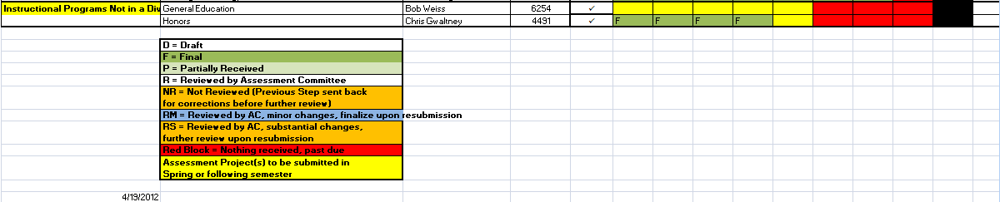 Instructional Programs Not in a Div General Education Bob Weiss 6254 ✓
Honors Chris Gwaltney 4491 ✓ F F F F
D = Draft
F = Final
P = Partially Received
R = Reviewed by Assessment Committee
NR = Not Reviewed (Previous Step sent back
for corrections before further review)
RM = Reviewed by AC, minor changes, finalize upon resubmission
RS = Reviewed by AC, substantial changes,
further review upon resubmission
Red Block = Nothing received, past due
Assessment Project(s) to be submitted in
Spring or following semester
4/19/2012